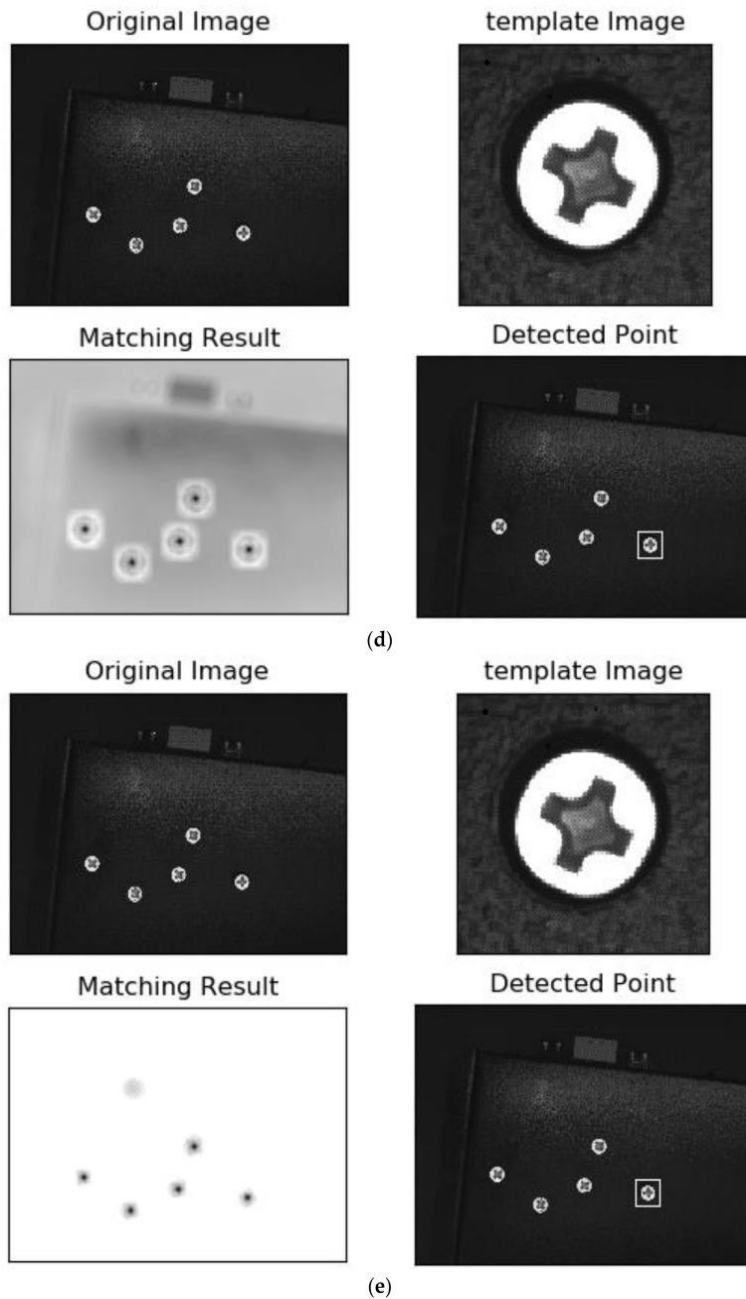 Original Image
template Image
Matching Result
Detected Point
(d)
Original Image
template Image
Matching Result
Detected Point
(e)